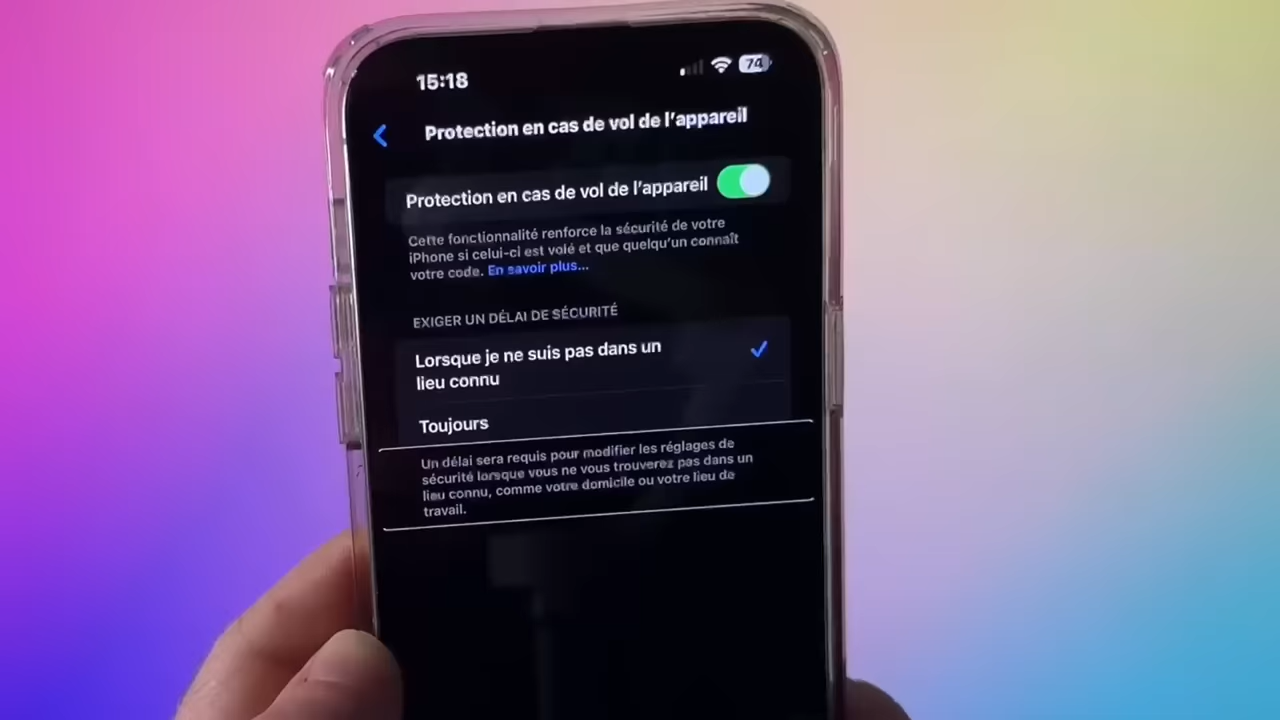 15:18
74
Protection en cas de vol de l'appareil
Protection en cas de vol de l'appareil
Cette fonctionnalité renforce la sécurité de votre
iPhone si celui-ci est volé et que quelqu'un connaît
votre code. En savoir plus...
EXIGER UN DÉLAI DE SÉCURITÉ
Lorsque je ne suis pas dans un
lieu connu
Toujours
Un délai sera requis pour modifier les réglages de
sécurité lorsque vous ne vous trouverez pas dans un
lieu connu, comme votre domicile ou votre lieu de
travail.